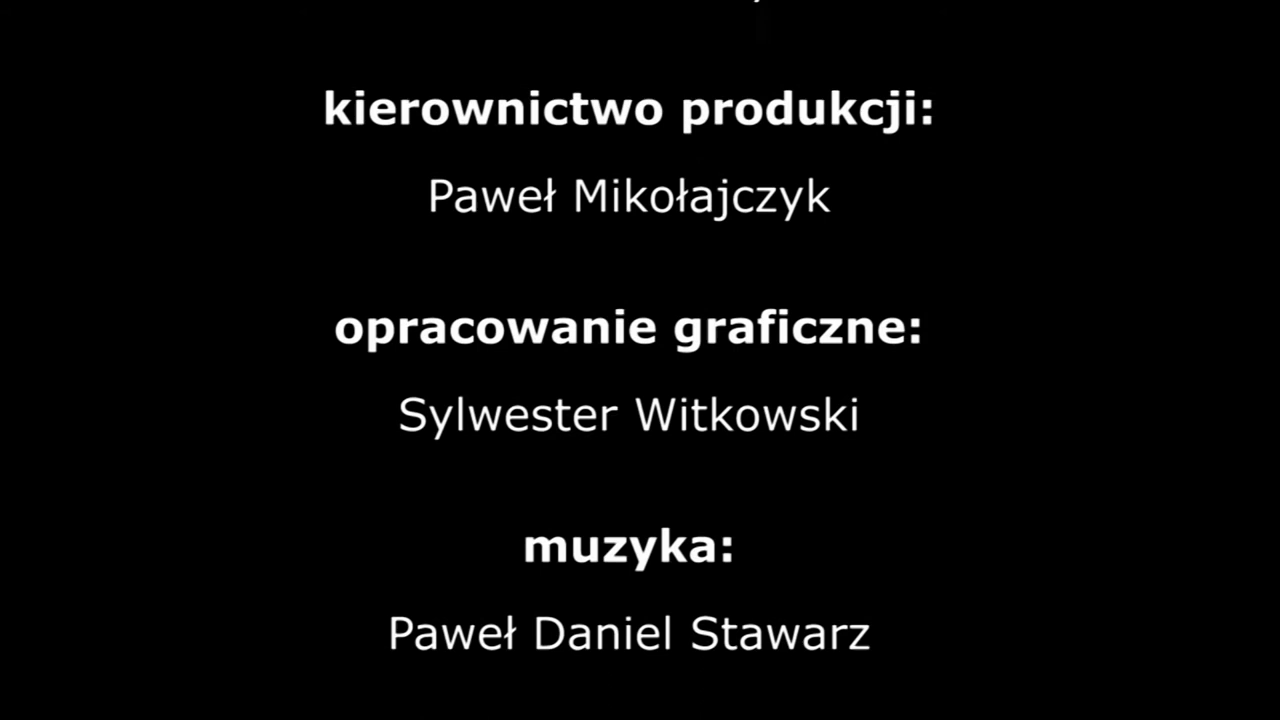 kierownictwo produkcji:
Paweł Mikołajczyk
opracowanie graficzne:
Sylwester Witkowski
muzyka:
Paweł Daniel Stawarz